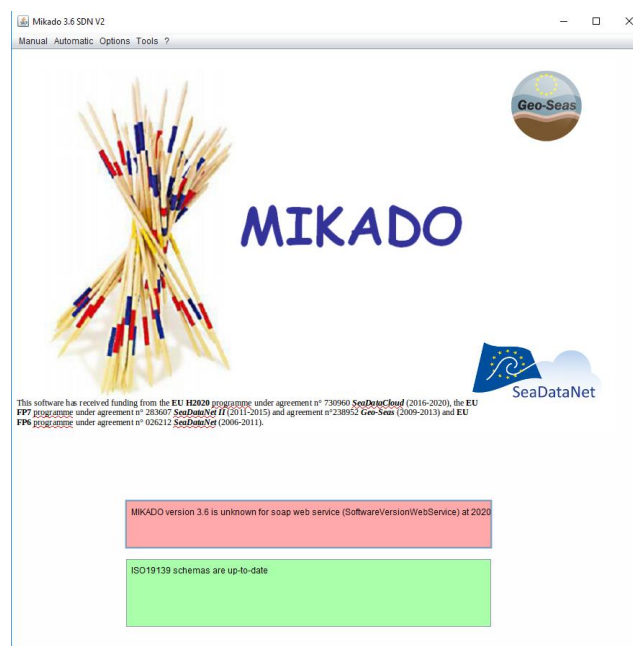 Mikado 3.6 SDN V2
Manual Automatic Options Tools ?
Geo-Seas
MIKADO
SeaDataNet
This software has received funding from the EU H2020 programme under agreement n° 730960 SeaDataCloud (2016-2020), the EU
FP7 programme under agreement n° 283607 SeaDataNet II (2011-2015) and agreement n°238952 Geo-Seas (2009-2013) and EU
FP6 programme under agreement n° 026212 SeaDataNet (2006-2011).
MIKADO version 3.6 is unknown for soap web service (SoftwareVersionWebService) at 2020
ISO19139 schemas are up-to-date